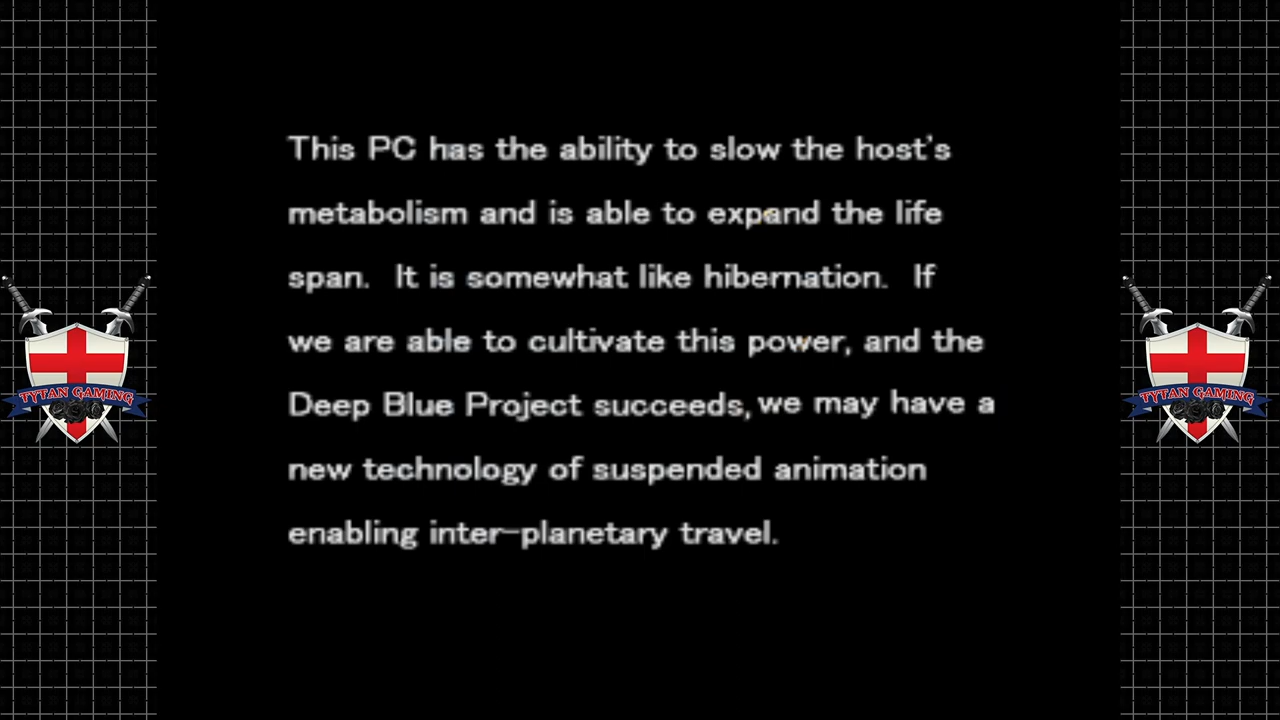 This PC has the ability to slow the host's
metabolism and is able to expand the life
span. It is somewhat like hibernation. If
we are able to cultivate this power, and the
Deep Blue Project succeeds, we may have a
new technology of suspended animation
enabling inter-planetary travel.
TYTAN GAMING
TYTAN GAMING